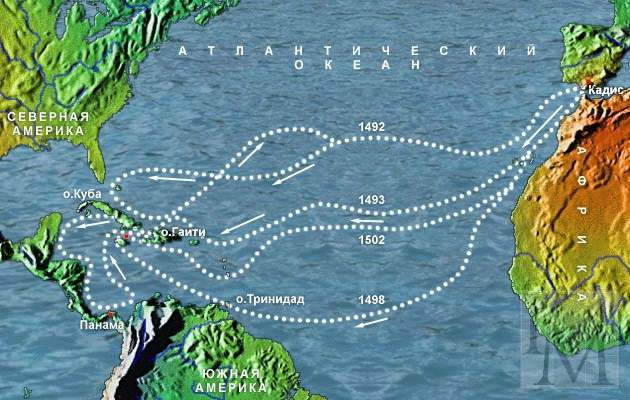 АТЛАНТИЧЕСКИЙ
ОКЕАН
Кадис
СЕВЕРНАЯ
АМЕРИКА
1492
АФРИКА
о.Куба
1493
о.Гаити
1502
о.Тринидад
1498
Панама
ЮЖНАЯ
АМЕРИКА